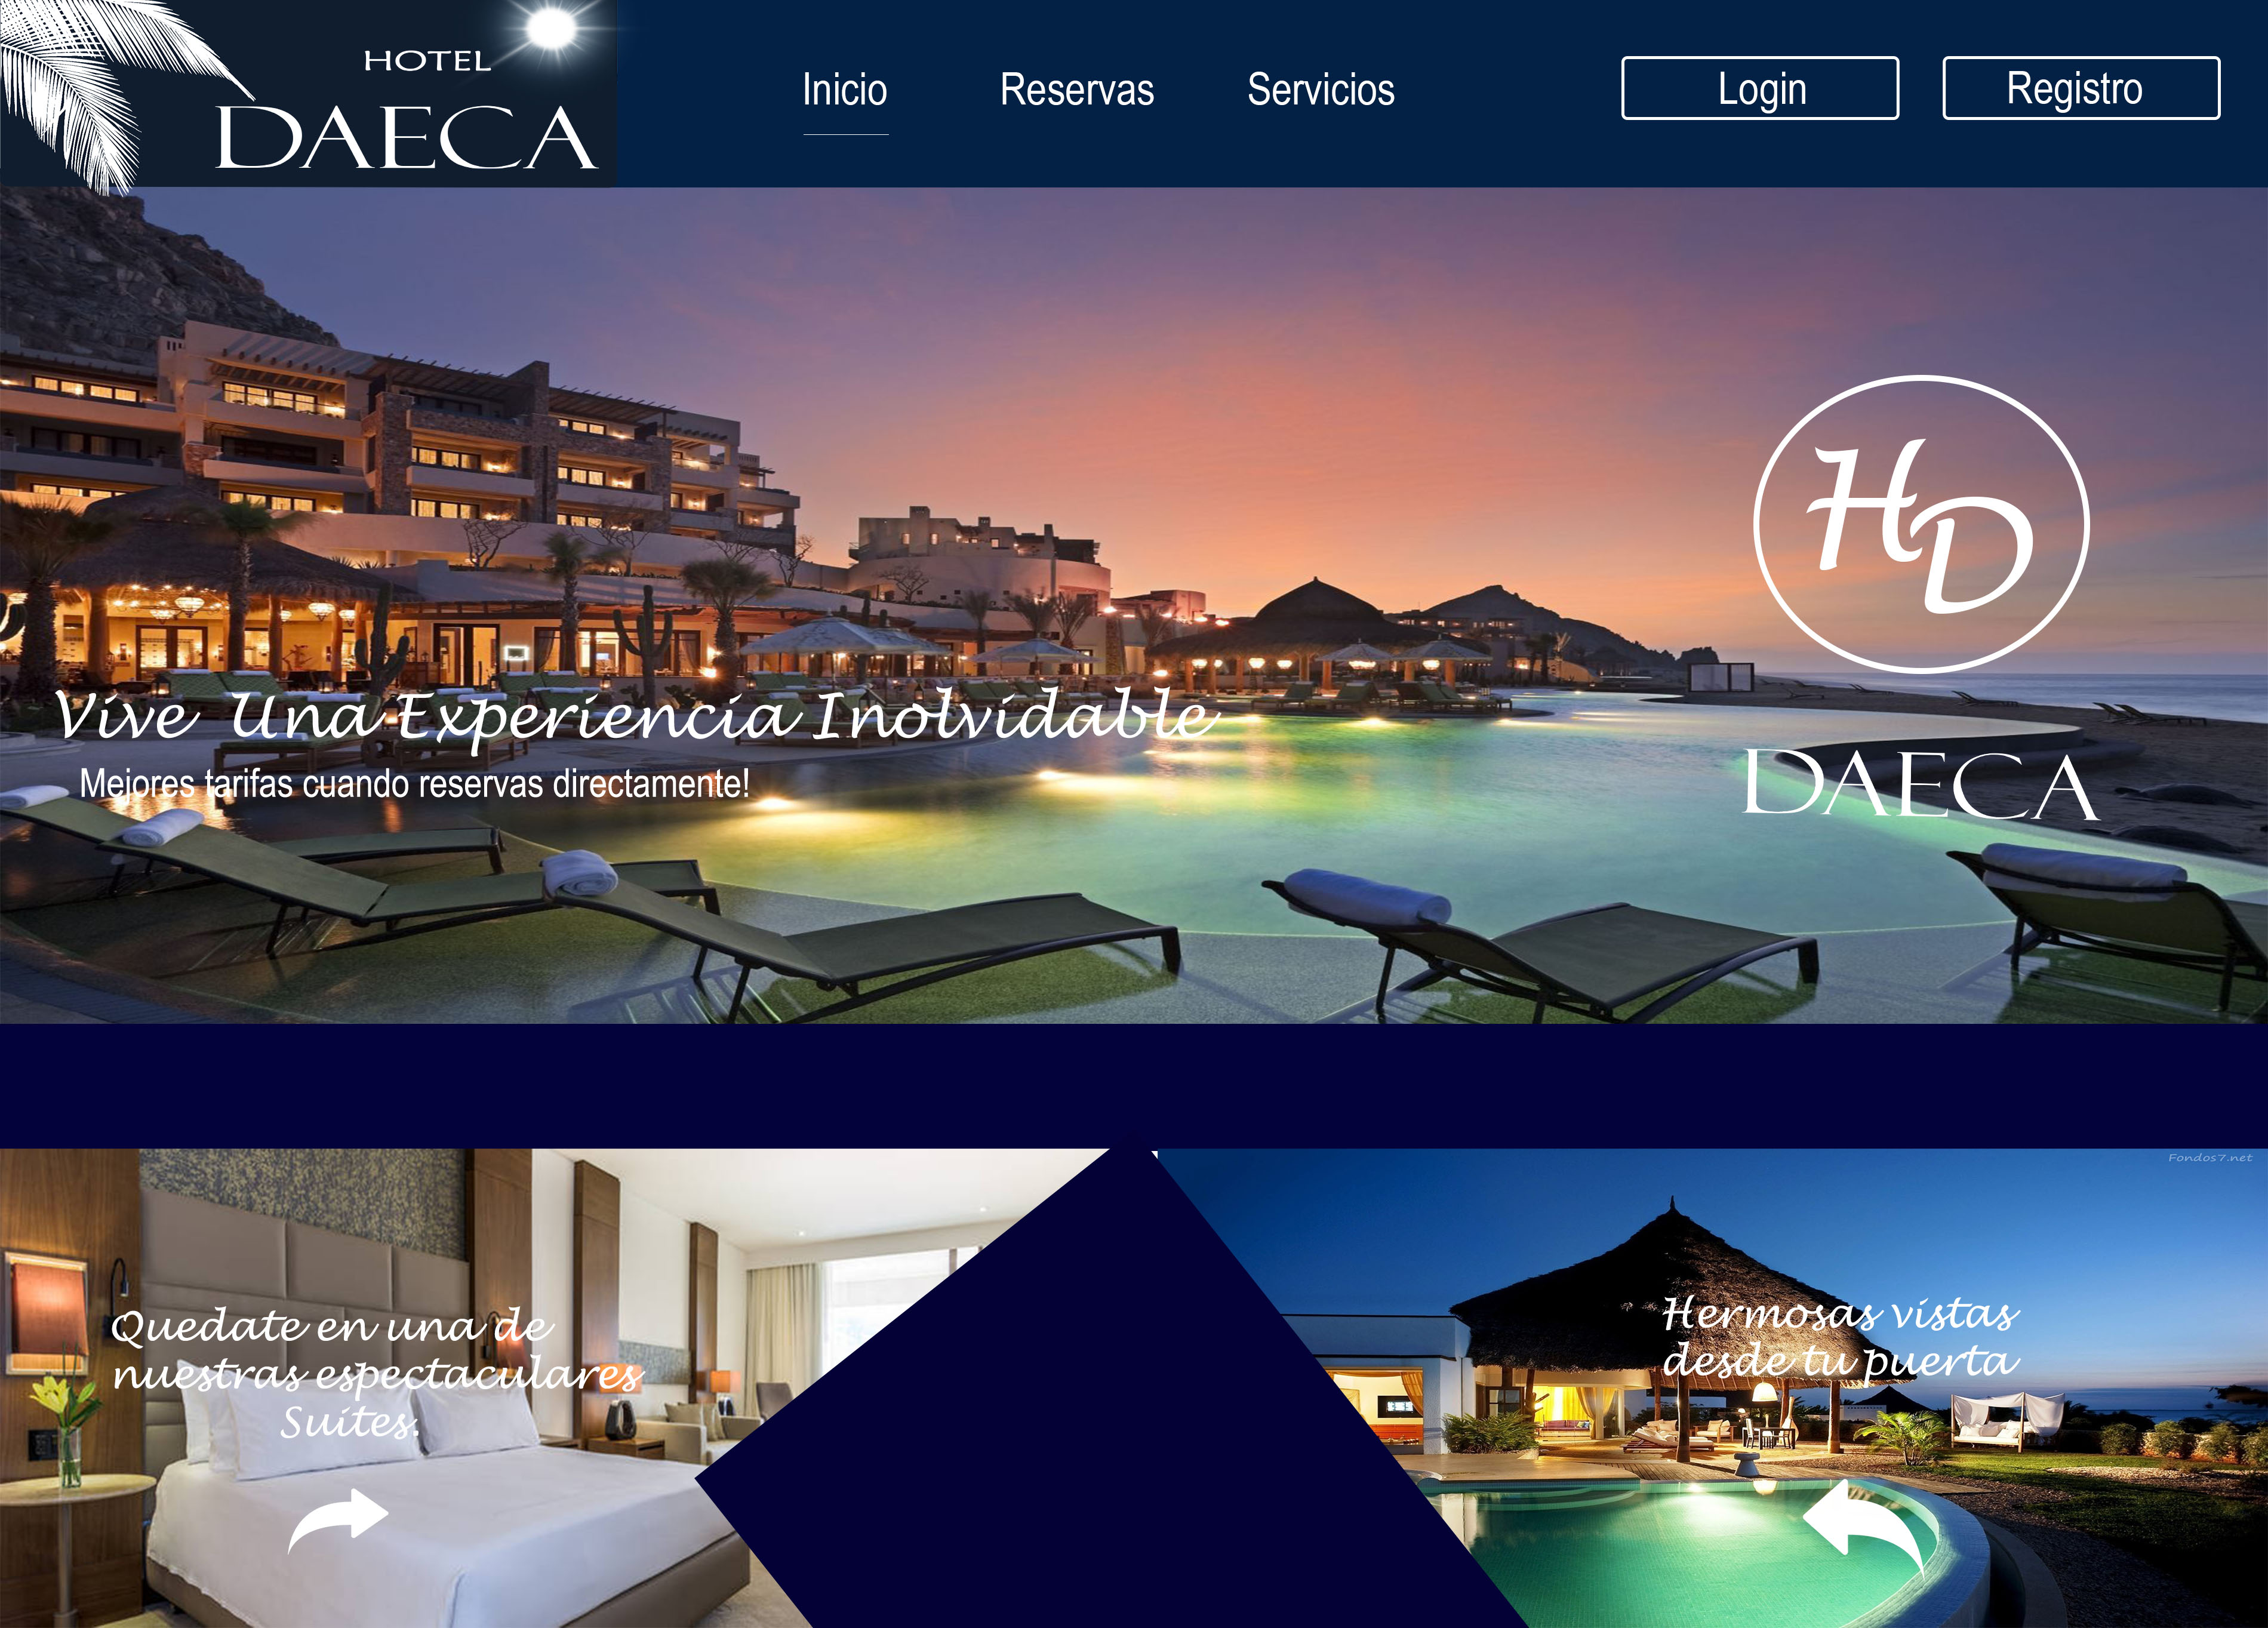 HOTEL
DAECA
Inicio
Reservas
Servicios
Login
Registro
HD
Vive Una Experiencia Inolvidable
Mejores tarifas cuando reservas directamente!
DAECA
Fondos7.net
Quedate en una de
nuestras espectaculares
Suites.
Hermosas vistas
desde tu puerta